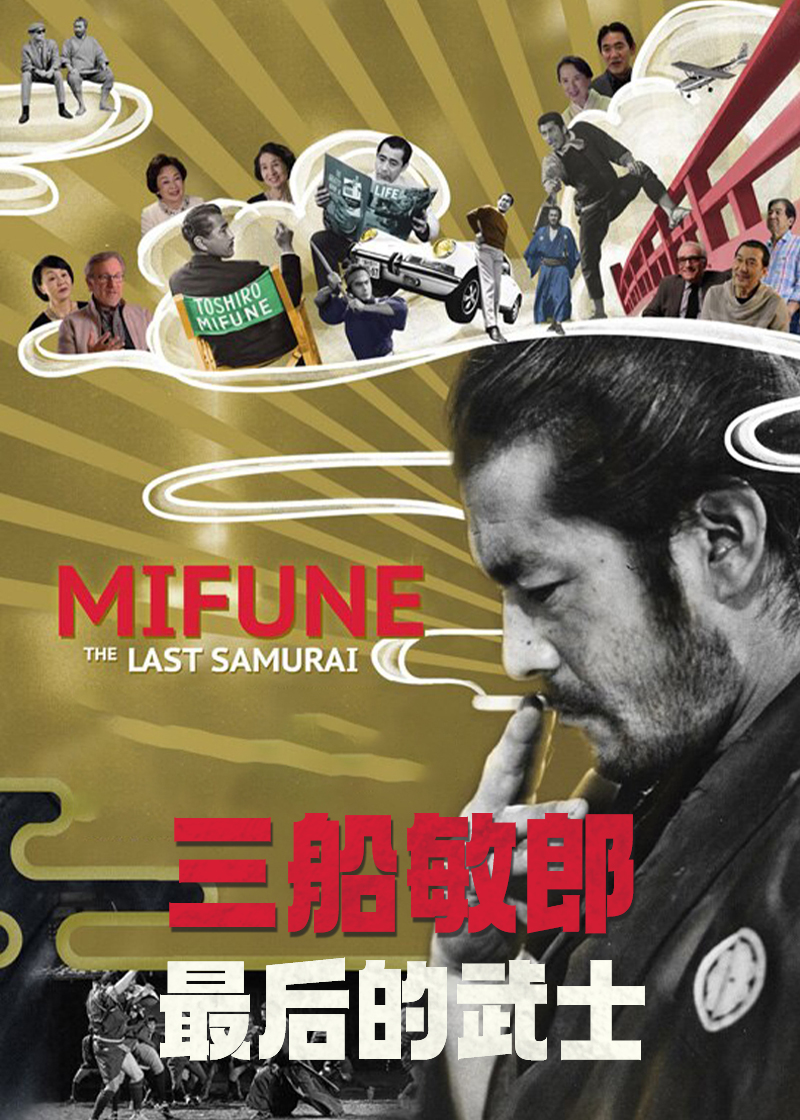 LIFE
TOSHIRO
MIFUNE
MIFUNE
THE LAST SAMURAI
三船敏郎
最后的武士